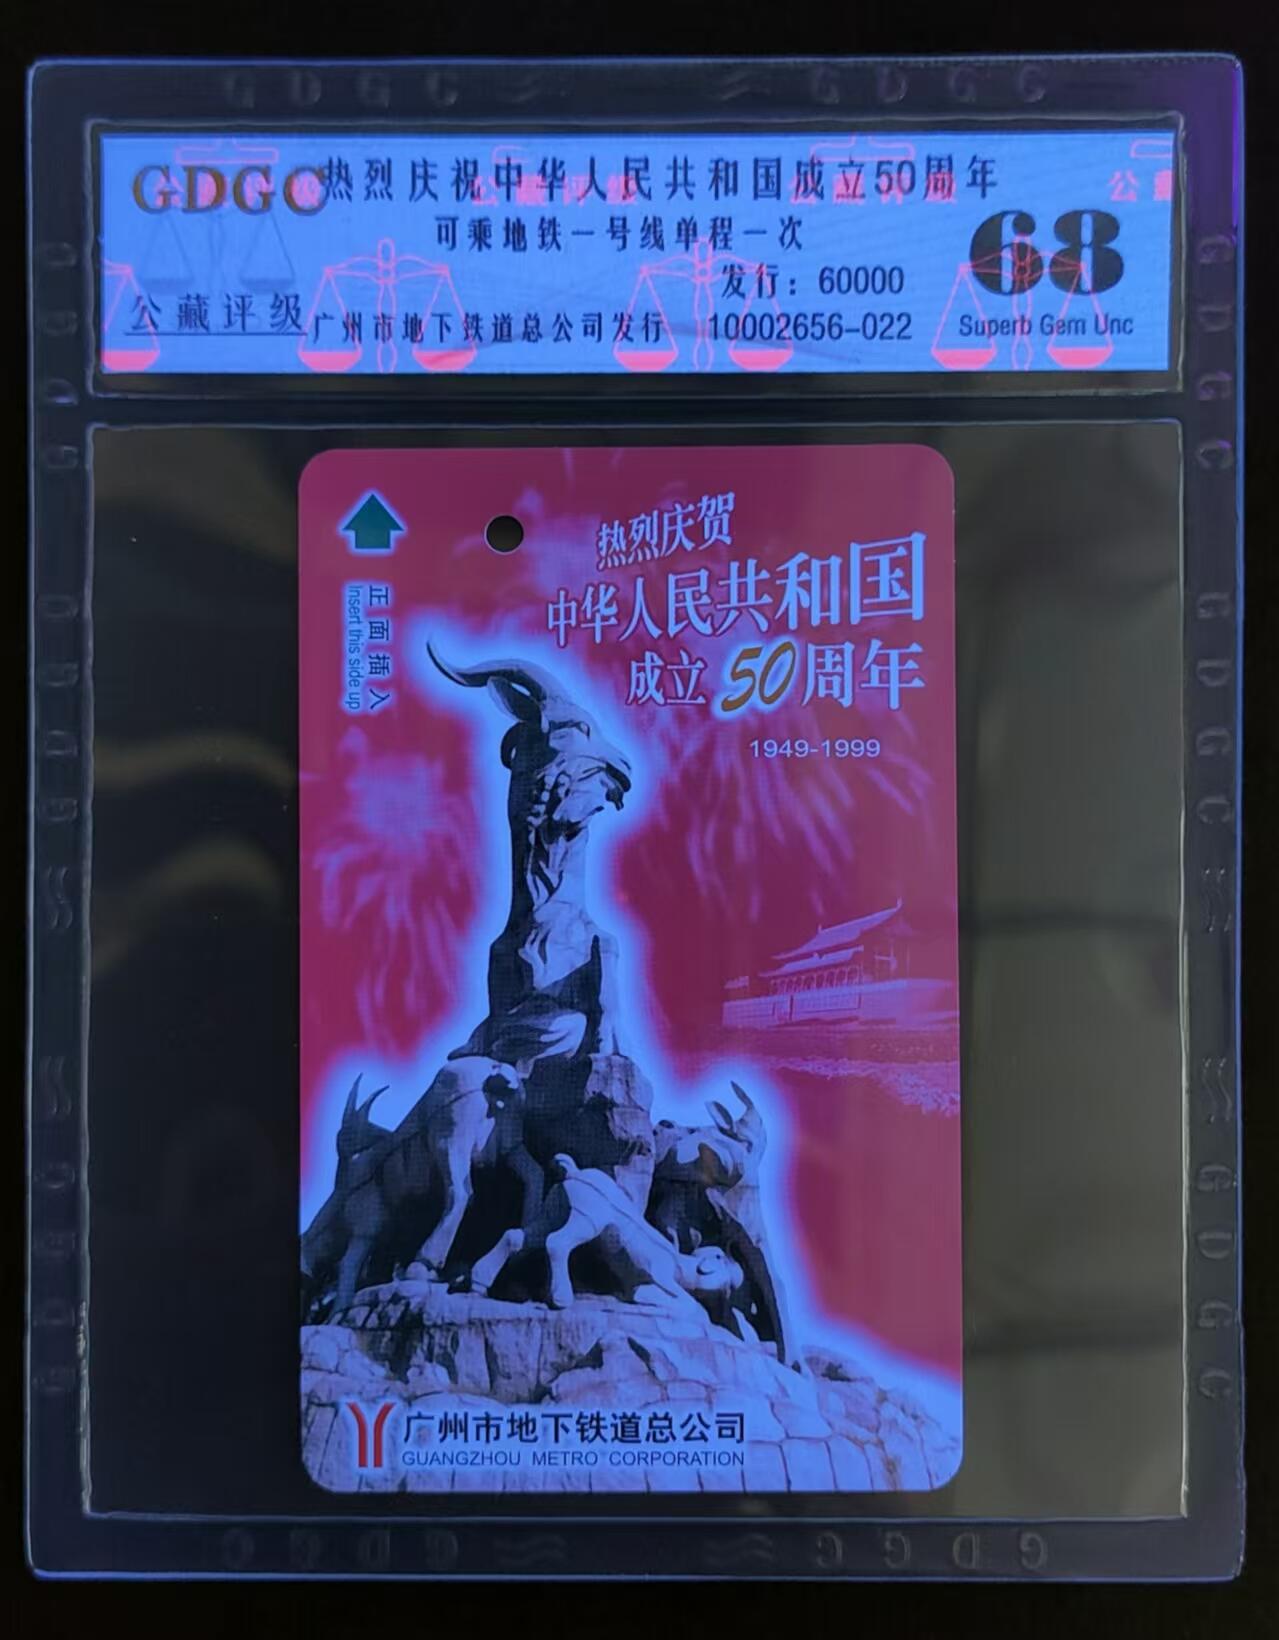 GDGC
热烈庆祝中华人民共和国成立50周年
可乘地铁一号线单程一次
68
发行：60000
公藏评级
广州市地下铁道总公司发行 10002656-022
Superb Gem Unc
热烈庆贺
中华人民共和国
成立50周年
1949-1999
正面插入
Insert this side up
广州市地下铁道总公司
GUANGZHOU METRO CORPORATION